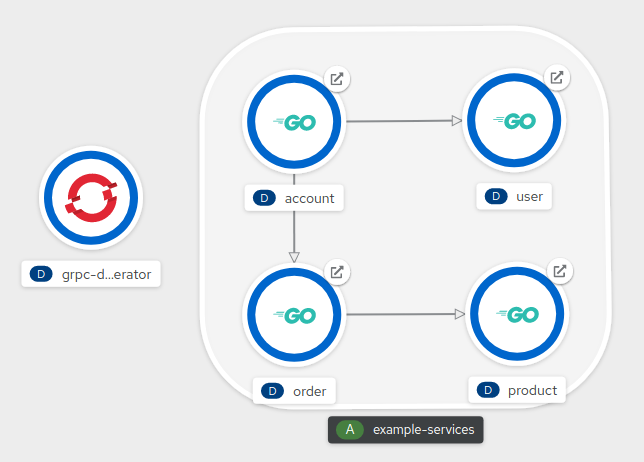 GO
GO
D account
D user
D grpc-d...erator
GO
GO
D order
D product
A example-services